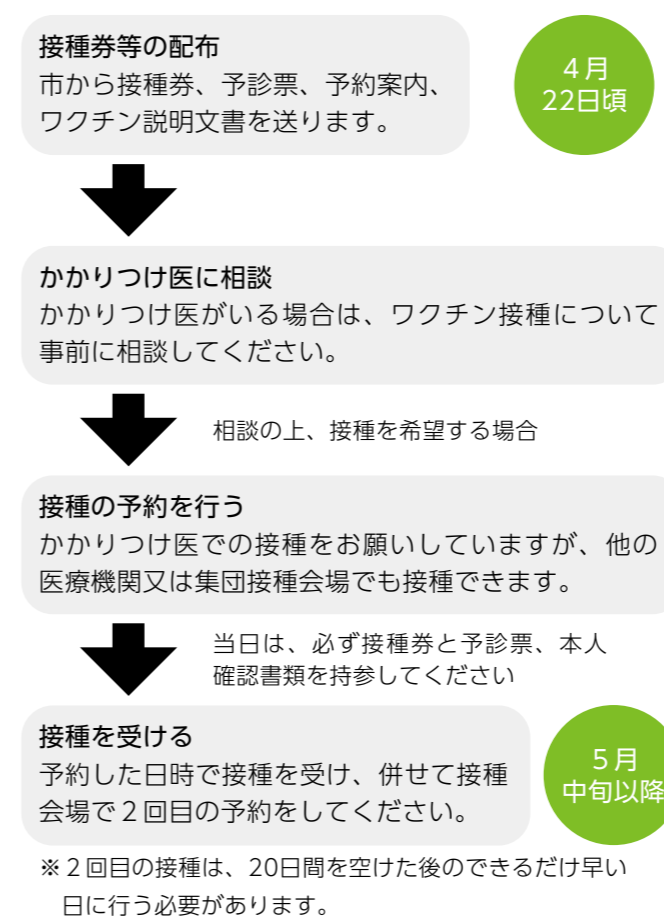 接種券等の配布
市から接種券、予診票、予約案内、
ワクチン説明文書を送ります。
４月
22日頃
かかりつけ医に相談
かかりつけ医がいる場合は、ワクチン接種について
事前に相談してください。
相談の上、接種を希望する場合
接種の予約を行う
かかりつけ医での接種をお願いしていますが、他の
医療機関又は集団接種会場でも接種できます。
当日は、必ず接種券と予診票、本人
確認書類を持参してください
接種を受ける
予約した日時で接種を受け、併せて接種
会場で２回目の予約をしてください。
５月
中旬以降
※２回目の接種は、20日間を空けた後のできるだけ早い
日に行う必要があります。